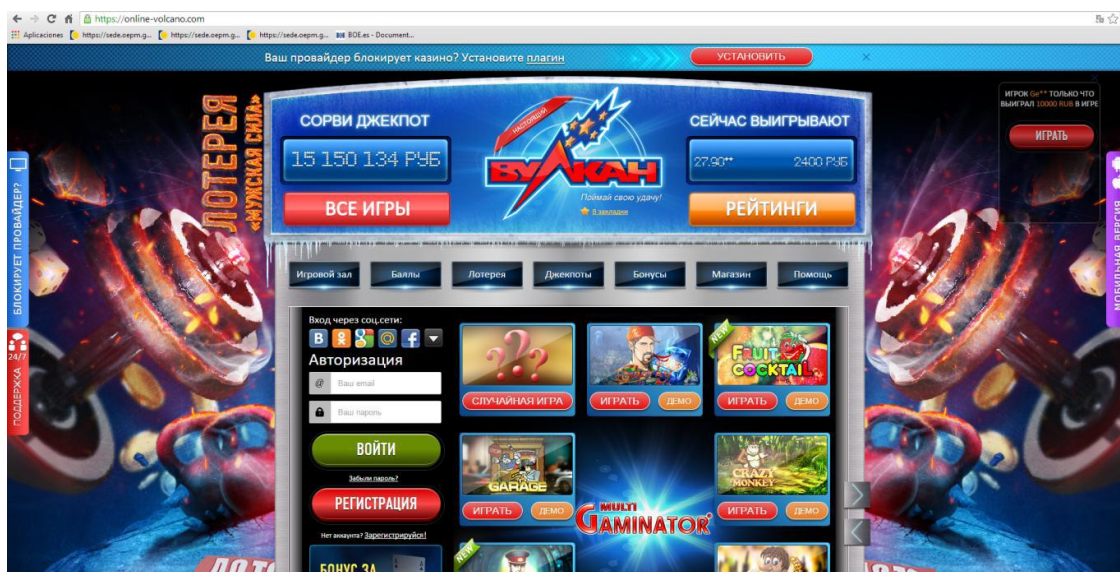 https://online-volcano.com
Aplicaciones
https://sede.oepm.g...
https://sede.oepm.g...
https://sede.oepm.g...
BOE BOE.es - Document...
Ваш провайдер блокирует казино? Установите плагин
УСТАНОВИТЬ
ЛОТЕРЕЯ
«МУЖСКАЯ СИЛА»
СОРВИ ДЖЕКПОТ
15 150 134 РУБ
ВСЕ ИГРЫ
НАСТОЯЩИЙ
ВУЛКАН
Поймай свою удачу!
В закладки
СЕЙЧАС ВЫИГРЫВАЮТ
27.90** 2400 РУБ
РЕЙТИНГИ
ИГРОК Ge** ТОЛЬКО ЧТО
ВЫИГРАЛ 10000 RUB В ИГРЕ
ИГРАТЬ
БЛОКИРУЕТ ПРОВАЙДЕР?
24/7
ПОДДЕРЖКА
МОБИЛЬНАЯ ВЕРСИЯ
Игровой зал
Баллы
Лотерея
Джекпоты
Бонусы
Магазин
Помощь
Вход через соц.сети:
Авторизация
@ Ваш email
Ваш пароль
ВОЙТИ
Забыли пароль?
РЕГИСТРАЦИЯ
Нет аккаунта? Зарегистрируйся!
БОНУС ЗА
???
СЛУЧАЙНАЯ ИГРА
ИГРАТЬ
ДЕМО
NEW
FRUIT
COCKTAIL
ИГРАТЬ
ДЕМО
GARAGE
ИГРАТЬ
ДЕМО
MULTI
GAMINATOR
CRAZY
MONKEY
ИГРАТЬ
ДЕМО
NEW